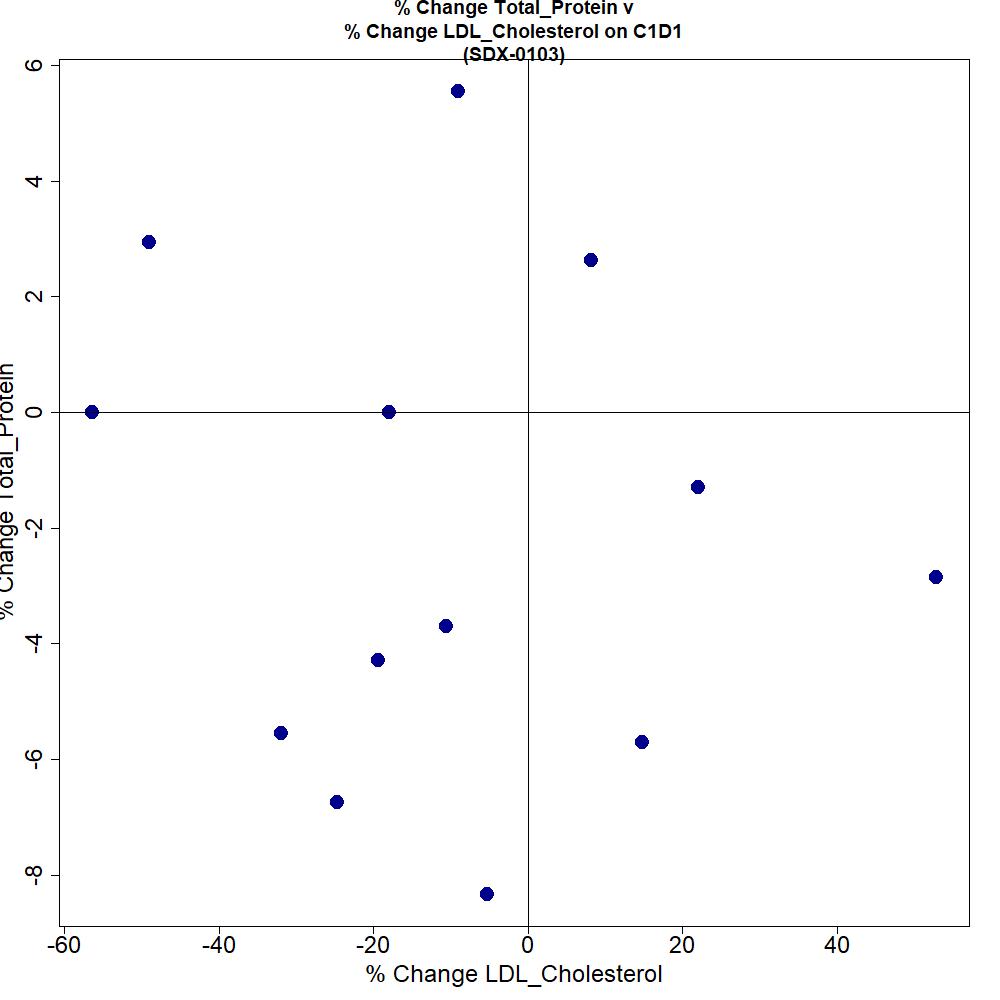 % Change Total_Protein v
% Change LDL_Cholesterol on C1D1
(SDX-0103)
6
4
2
0
-2
-4
-6
-8
% Change Total_Protein
-60
-40
-20
0
20
40
% Change LDL_Cholesterol